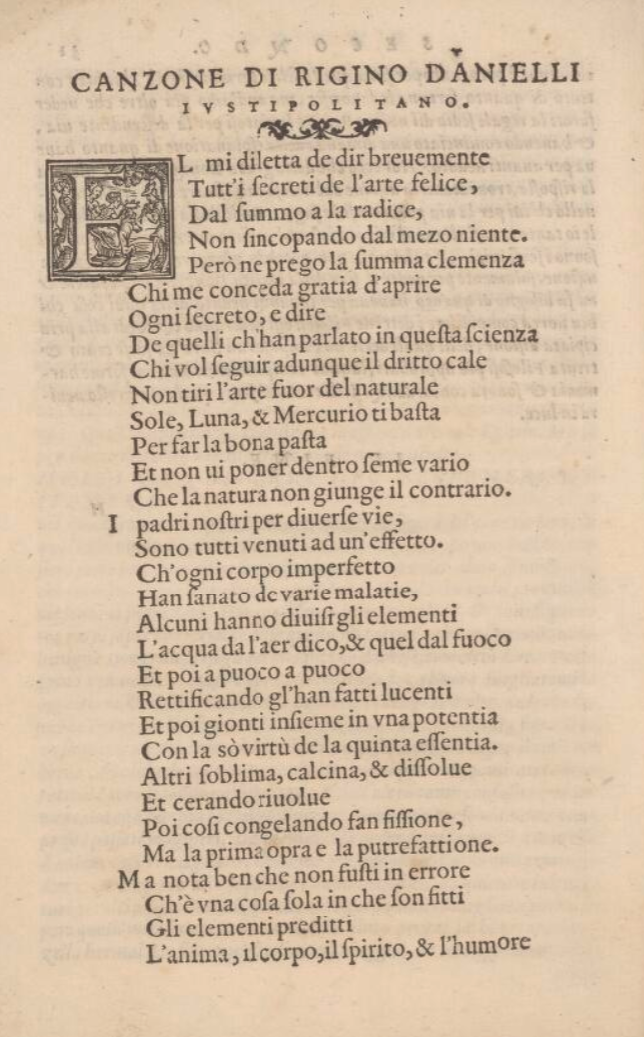 CANZONE DI RIGINO DANIELLI
IVSTIPOLITANO.
EL mi diletta de dir breuemente
Tutt'i ſecreti de l'arte felice,
Dal ſummo a la radice,
Non ſincopando dal mezo niente.
Però ne prego la ſumma clemenza
Chi me conceda gratia d'aprire
Ogni ſecreto, e dire
De quelli ch'han parlato in queſta ſcienza
Chi vol ſeguir adunque il dritto cale
Non tiri l'arte fuor del naturale
Sole, Luna, & Mercurio ti baſta
Per far la bona paſta
Et non ui poner dentro ſeme vario
Che la natura non giunge il contrario.
I padri noſtri per diuerſe vie,
Sono tutti venuti ad un'effetto.
Ch'ogni corpo imperfetto
Han ſanato de varie malatie,
Alcuni hanno diuiſi gli elementi
L'acqua da l'aer dico, & quel dal fuoco
Et poi a puoco a puoco
Rettificando gl'han fatti lucenti
Et poi gionti inſieme in vna potentia
Con la sò virtù de la quinta eſſentia.
Altri ſoblima, calcina, & diſſolue
Et cerando riuolue
Poi coſi congelando fan fiſſione,
Ma la prima opra e la putrefattione.
Ma nota ben che non fuſti in errore
Ch'è vna coſa ſola in che ſon fitti
Gli elementi preditti
L'anima, il corpo, il ſpirito, & l'humore